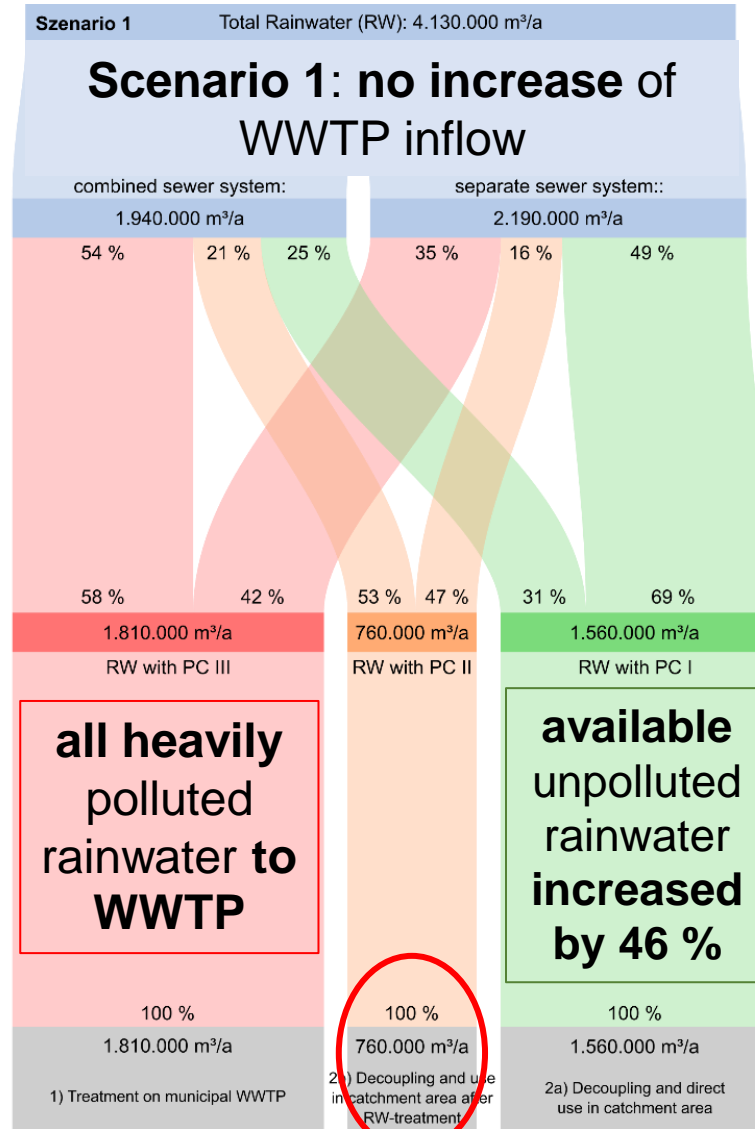 Szenario 1 Total Rainwater (RW): 4.130.000 m³/a
Scenario 1: no increase of
WWTP inflow
combined sewer system: separate sewer system::
1.940.000 m³/a 2.190.000 m³/a
54 % 21 % 25 % 35 % 16 % 49 %
58 % 42 % 53 % 47 % 31 % 69 %
1.810.000 m³/a 760.000 m³/a 1.560.000 m³/a
RW with PC III RW with PC II RW with PC I
all heavily
polluted
rainwater to
WWTP
available
unpolluted
rainwater
increased
by 46 %
100 % 100 % 100 %
1.810.000 m³/a 760.000 m³/a 1.560.000 m³/a
1) Treatment on municipal WWTP
2b) Decoupling and use
in catchment area after
RW-treatment
2a) Decoupling and direct
use in catchment area